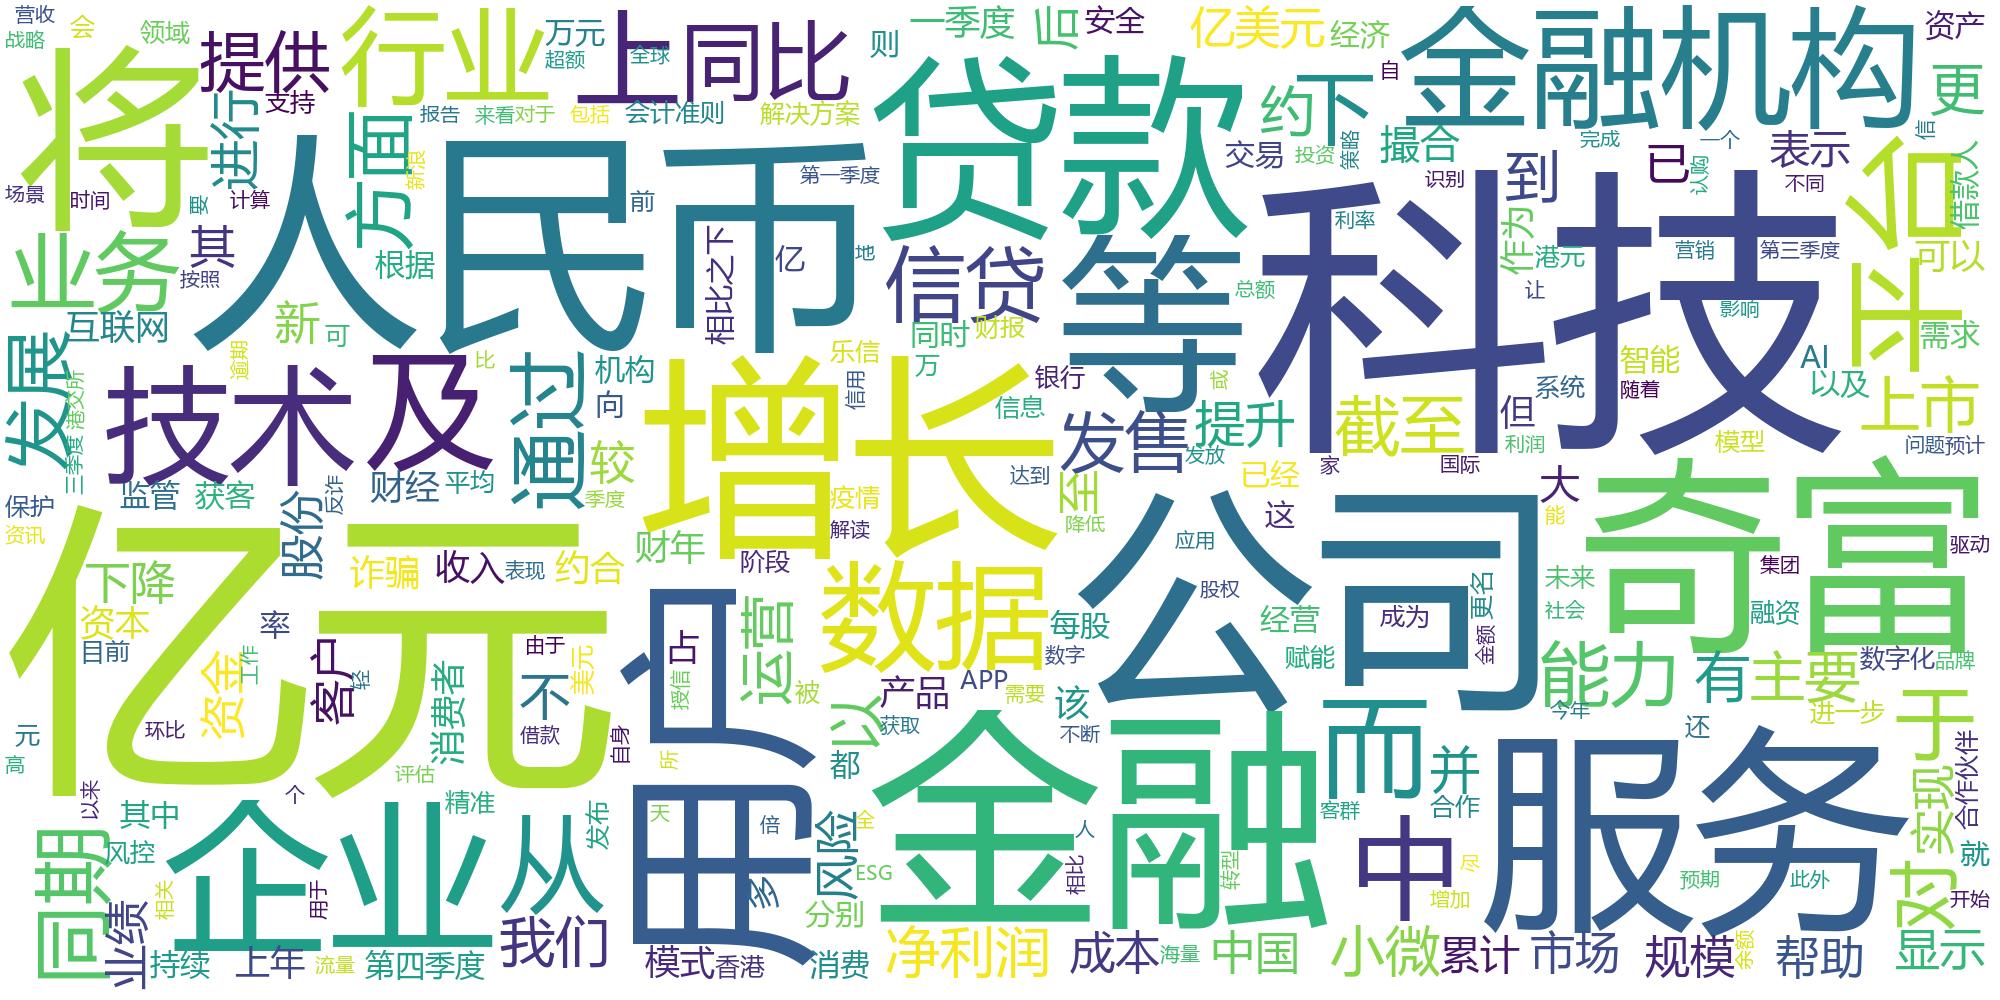 营收
会
领域
提供
行业
万元
上同比
则
一季度
后
安全
亿美元
经济
金融机构
资产
战略
将
支持
超额
全球
贷款
约
下
自
更
进行
方面
报告
来看
对于
包括
会计准则
解决方案
交易
投资
策略
撮合
完成
一个
信
场景
时间
要
计算
新浪
人民币
第一季度
识别
到
已
认购
表示
不同
平台
借款人
业务
其
按照
根据
前
相比之下
亿
地
信贷
等
总额
利率
科技
作为
港元
让
营销
第三季度
可以
互联网
新
可
同时
财报
影响
需求
发展
港交所
三季度
技术
逾期
及
比
通过
机构
向
增长
乐信
信用
万
银行
信息
或
发售
提升
发放
截至
但
系统
利润
智能
随着
模型
AI
以及
上市
问题
预计
保护
资讯
监管
获客
股份
反诈
财经
平均
较
季度
疫情
解读
达到
至
降低
已经
家
国际
大
能
奇富
驱动
亿元
下降
诈骗
收入
表现
约合
财年
阶段
数据
公司
应用
这
股权
更名
未来
社会
集团
融资
资本
目前
率
资金
工作
客户
轻
消费者
由于
不
美元
借款
用户
占
授信
运营
被
产品
APP
数字
需要
每股
经营
赋能
成为
金额
能力
有
主要
数字化
品牌
元
高
环比
自身
所
以
都
获取
该
不断
金融
而
并
今年
还
进一步
于
以来
个
评估
精准
发布
天
倍
风险
全
人
客群
合作
服务
实现
合作伙伴
同期
其中
风控
企业
从
多
ESG
相比
转型
中
尽
预期
此外
对
就
业绩
相关
用于
我们
分别
增加
开始
持续
上年
流量
第四季度
模式
香港
消费
净利润
成本
海量
中国
小微
累计
市场
规模
余额
帮助
显示